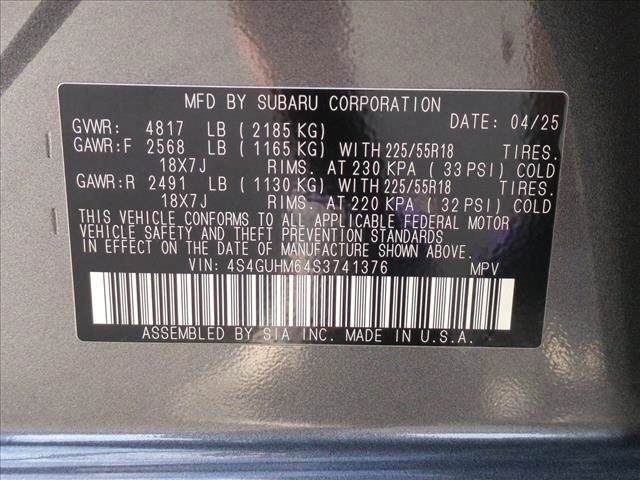 MFD BY SUBARU CORPORATION
GVWR: 4817 LB ( 2185 KG) DATE: 04/25
GAWR:F 2568 LB ( 1165 KG) WITH 225/55R18 TIRES.
18X7J RIMS. AT 230 KPA ( 33 PSI) COLD
GAWR:R 2491 LB ( 1130 KG) WITH 225/55R18 TIRES.
18X7J RIMS. AT 220 KPA ( 32 PSI) COLD
THIS VEHICLE CONFORMS TO ALL APPLICABLE FEDERAL MOTOR
VEHICLE SAFETY AND THEFT PREVENTION STANDARDS
IN EFFECT ON THE DATE OF MANUFACTURE SHOWN ABOVE.
VIN: 4S4GUHM64S3741376 MPV
ASSEMBLED BY SIA INC. MADE IN U.S.A.